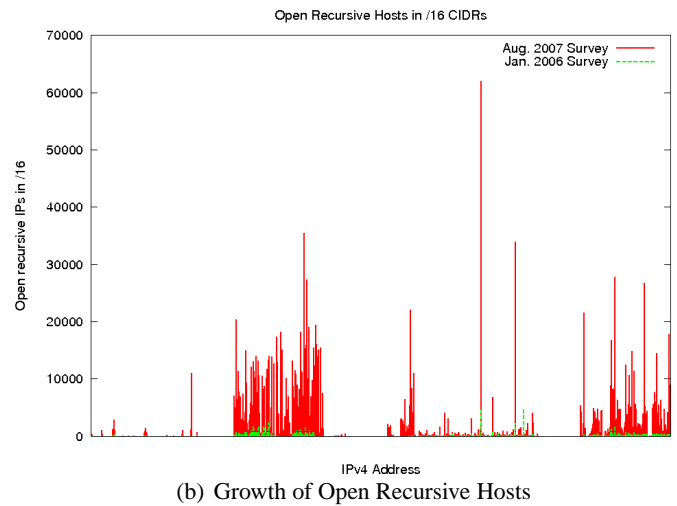 Open Recursive Hosts in /16 CIDRs
70000
60000
50000
40000
30000
20000
10000
0
Open recursive IPs in /16
Aug. 2007 Survey
Jan. 2006 Survey
IPv4 Address
(b) Growth of Open Recursive Hosts